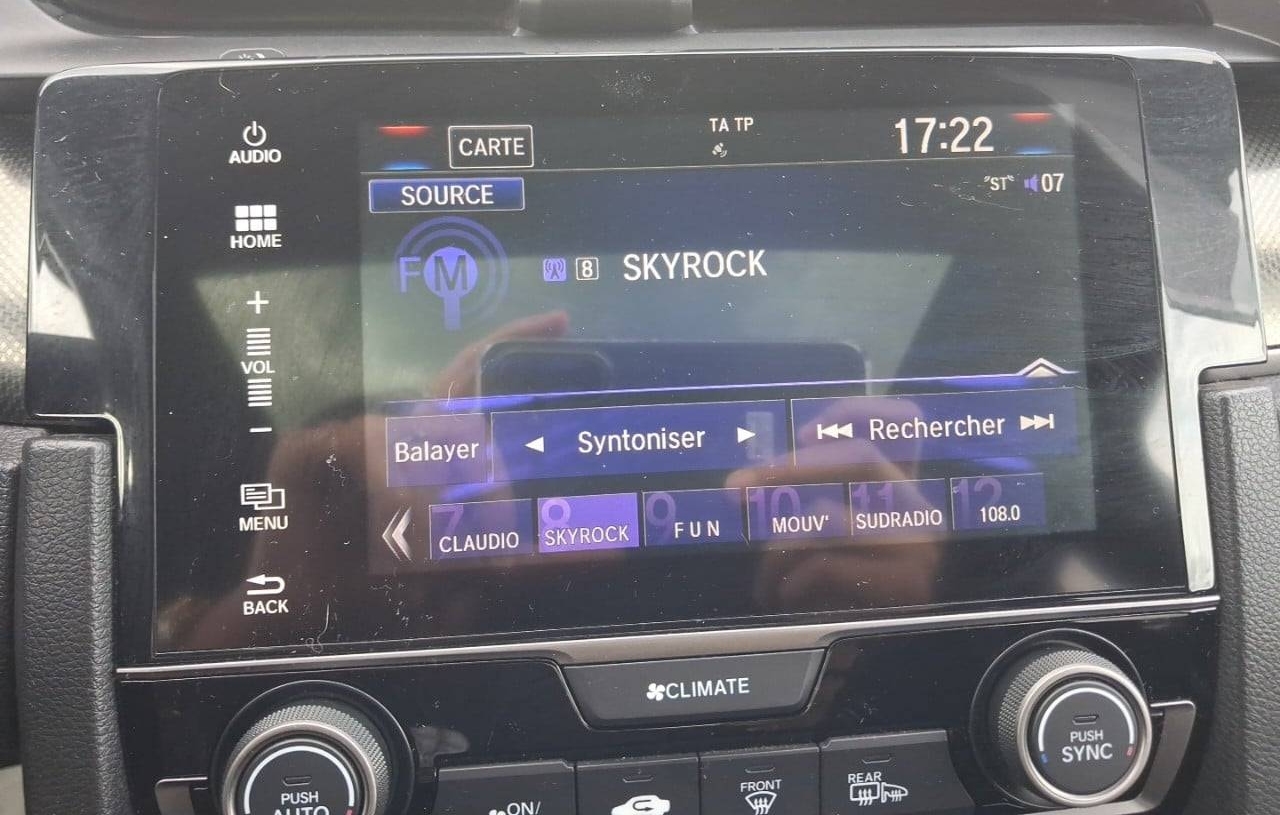 AUDIO
CARTE
TA TP
17:22
SOURCE
"ST" 07
HOME
FM
8 SKYROCK
+
VOL
−
Balayer
◀ Syntoniser ▶
Rechercher
MENU
7 CLAUDIO
8 SKYROCK
9 FUN
10 MOUV'
11 SUDRADIO
12 108.0
BACK
CLIMATE
PUSH
AUTO
ON/
FRONT
REAR
PUSH
SYNC